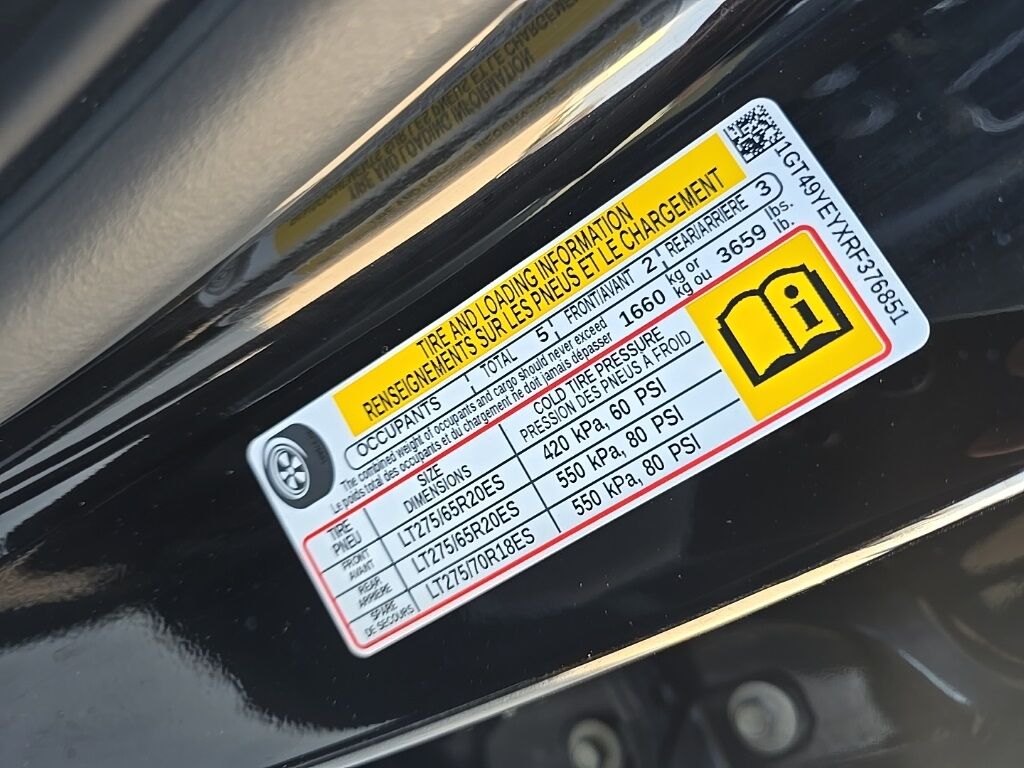 1GT49YEYXRF376851
TIRE AND LOADING INFORMATION
RENSEIGNEMENTS SUR LES PNEUS ET LE CHARGEMENT
OCCUPANTS TOTAL 5 FRONT/AVANT 2 REAR/ARRIÈRE 3
The combined weight of occupants and cargo should never exceed 1660 kg or 3659 lbs.
Le poids total des occupants et du chargement ne doit jamais dépasser kg ou lb.
TIRE SIZE COLD TIRE PRESSURE
PNEU DIMENSIONS PRESSION DES PNEUS A FROID
FRONT LT275/65R20ES 420 kPa, 60 PSI
AVANT
REAR LT275/65R20ES 550 kPa, 80 PSI
ARRIÈRE
SPARE LT275/70R18ES 550 kPa, 80 PSI
DE SECOURS